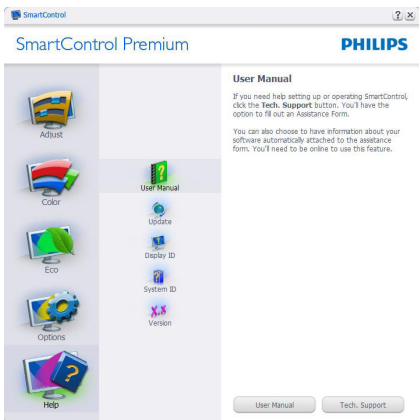 SmartControl
SmartControl Premium
PHILIPS
Adjust
Color
Eco
Options
Help
User Manual
Update
Display ID
System ID
X.X
Version
User Manual
If you need help setting up or operating SmartControl,
click the Tech. Support button. You'll have the
option to fill out an Assistance Form.
You can also choose to have information about your
software automatically attached to the assistance
form. You'll need to be online to use this feature.
User Manual
Tech. Support